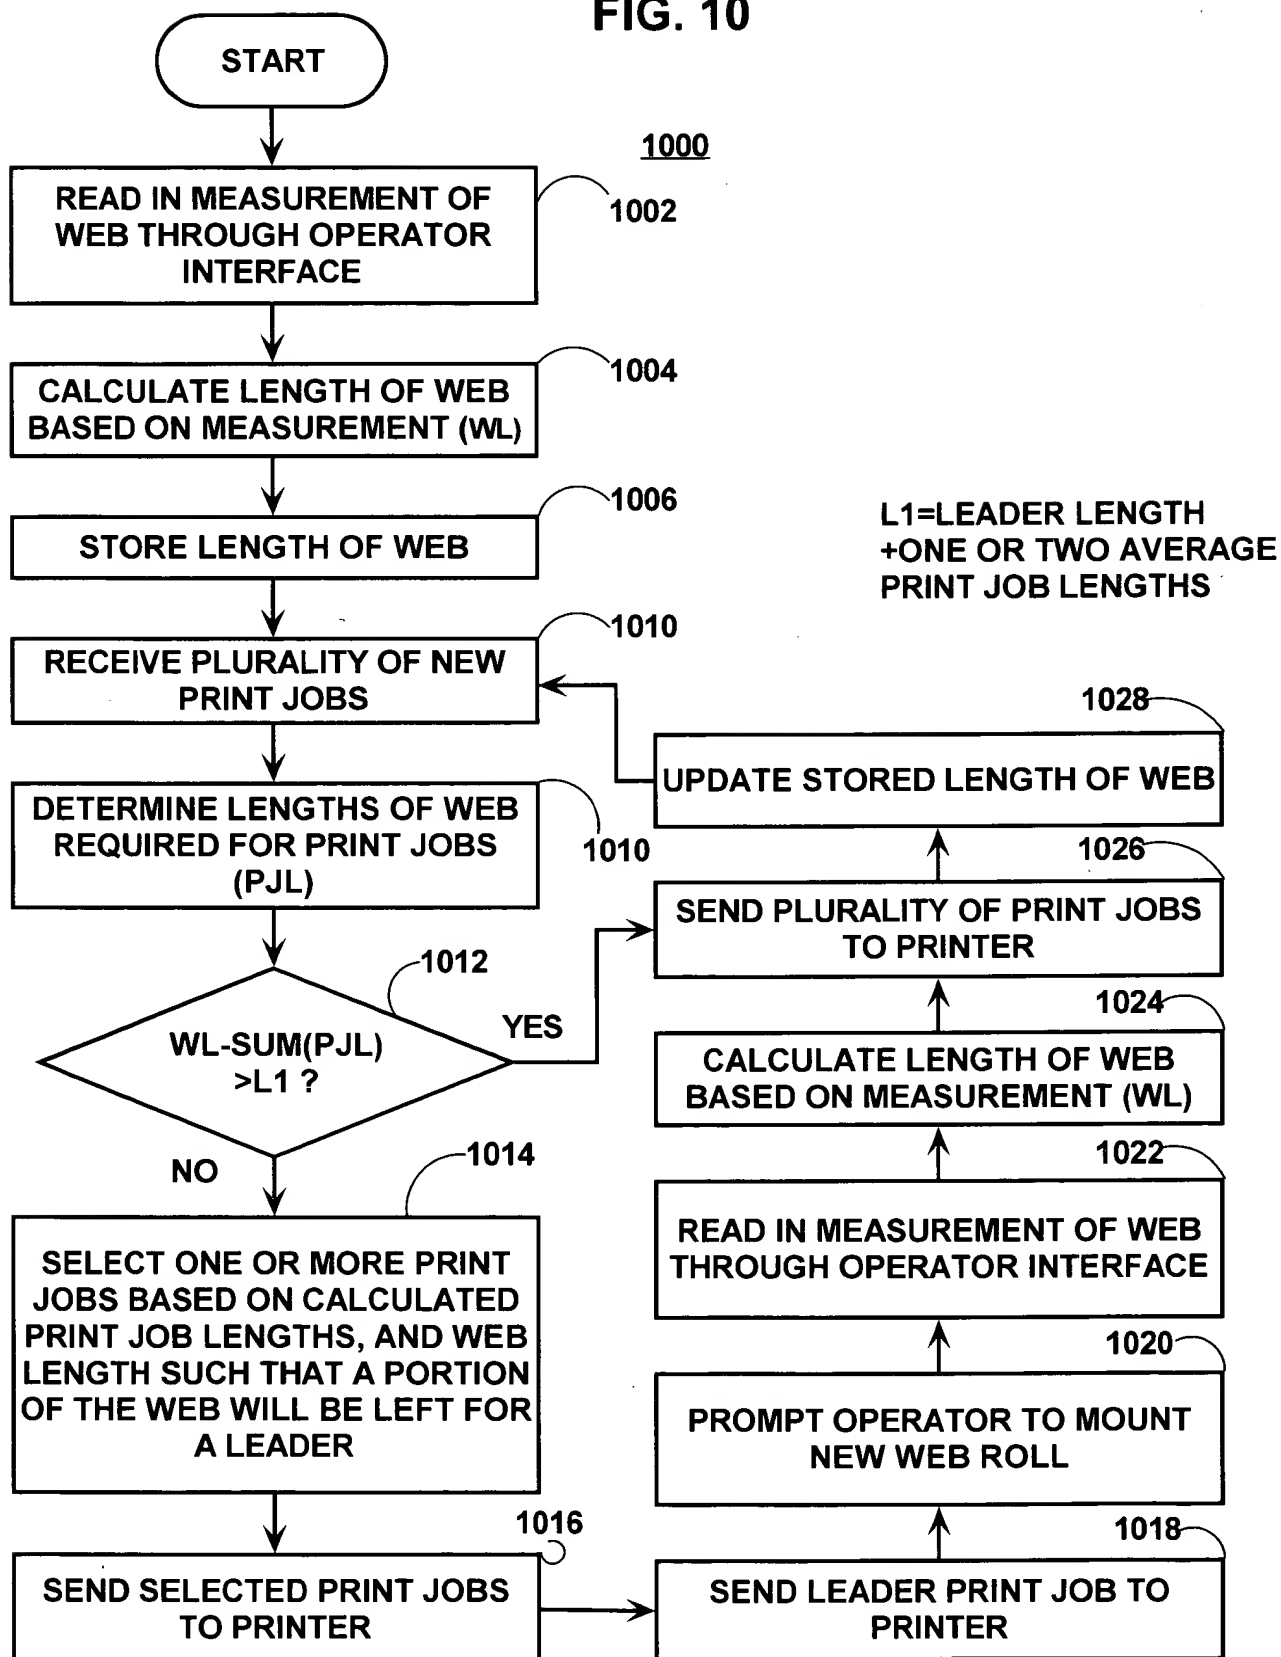 FIG. 10
START
1000
READ IN MEASUREMENT OF
WEB THROUGH OPERATOR
INTERFACE
1002
CALCULATE LENGTH OF WEB
BASED ON MEASUREMENT (WL)
1004
STORE LENGTH OF WEB
1006
L1=LEADER LENGTH
+ONE OR TWO AVERAGE
PRINT JOB LENGTHS
RECEIVE PLURALITY OF NEW
PRINT JOBS
1010
DETERMINE LENGTHS OF WEB
REQUIRED FOR PRINT JOBS
(PJL)
1010
WL-SUM(PJL)
>L1 ?
1012
YES
NO
SELECT ONE OR MORE PRINT
JOBS BASED ON CALCULATED
PRINT JOB LENGTHS, AND WEB
LENGTH SUCH THAT A PORTION
OF THE WEB WILL BE LEFT FOR
A LEADER
1014
SEND SELECTED PRINT JOBS
TO PRINTER
1016
SEND LEADER PRINT JOB TO
PRINTER
1018
PROMPT OPERATOR TO MOUNT
NEW WEB ROLL
1020
READ IN MEASUREMENT OF WEB
THROUGH OPERATOR INTERFACE
1022
CALCULATE LENGTH OF WEB
BASED ON MEASUREMENT (WL)
1024
SEND PLURALITY OF PRINT JOBS
TO PRINTER
1026
UPDATE STORED LENGTH OF WEB
1028